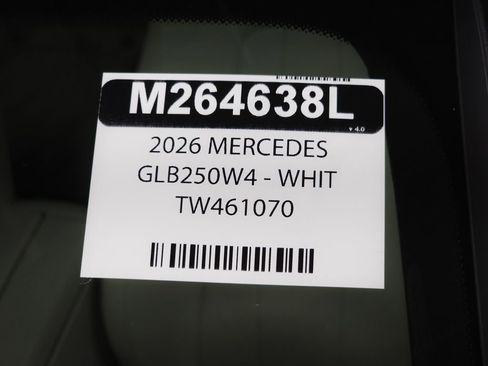 M264638L
v 4.0
2026 MERCEDES
GLB250W4 - WHIT
TW461070